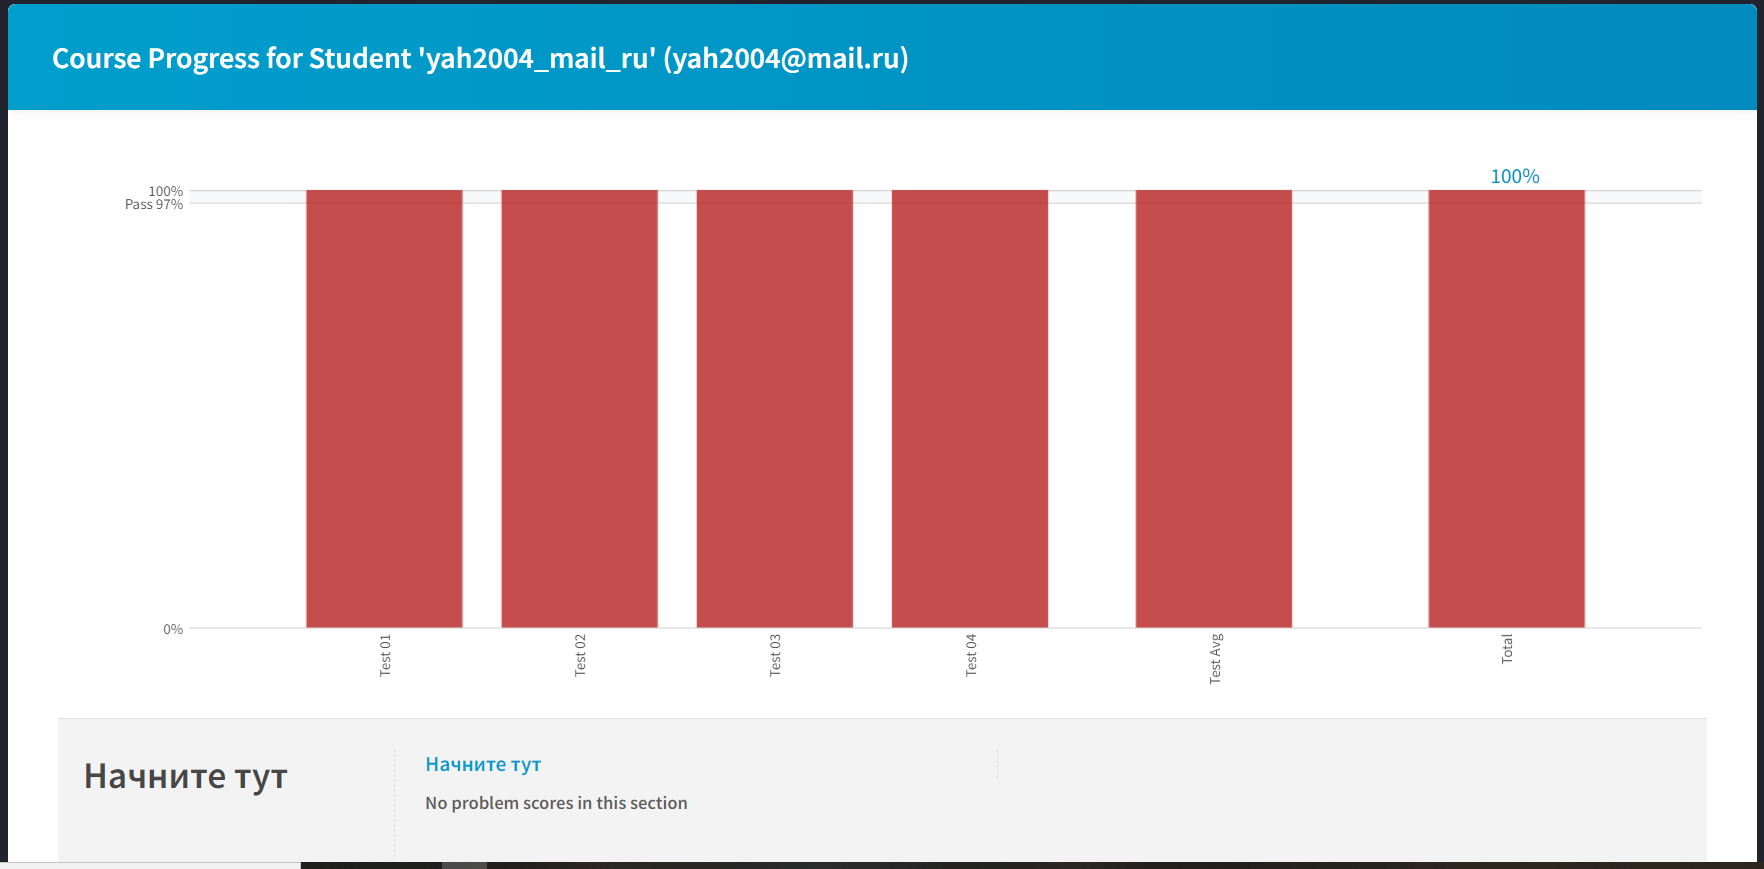 Course Progress for Student 'yah2004_mail_ru' (yah2004@mail.ru)
100%
100%
Pass 97%
0%
Test 01
Test 02
Test 03
Test 04
Test Avg
Total
Начните тут
Начните тут
No problem scores in this section